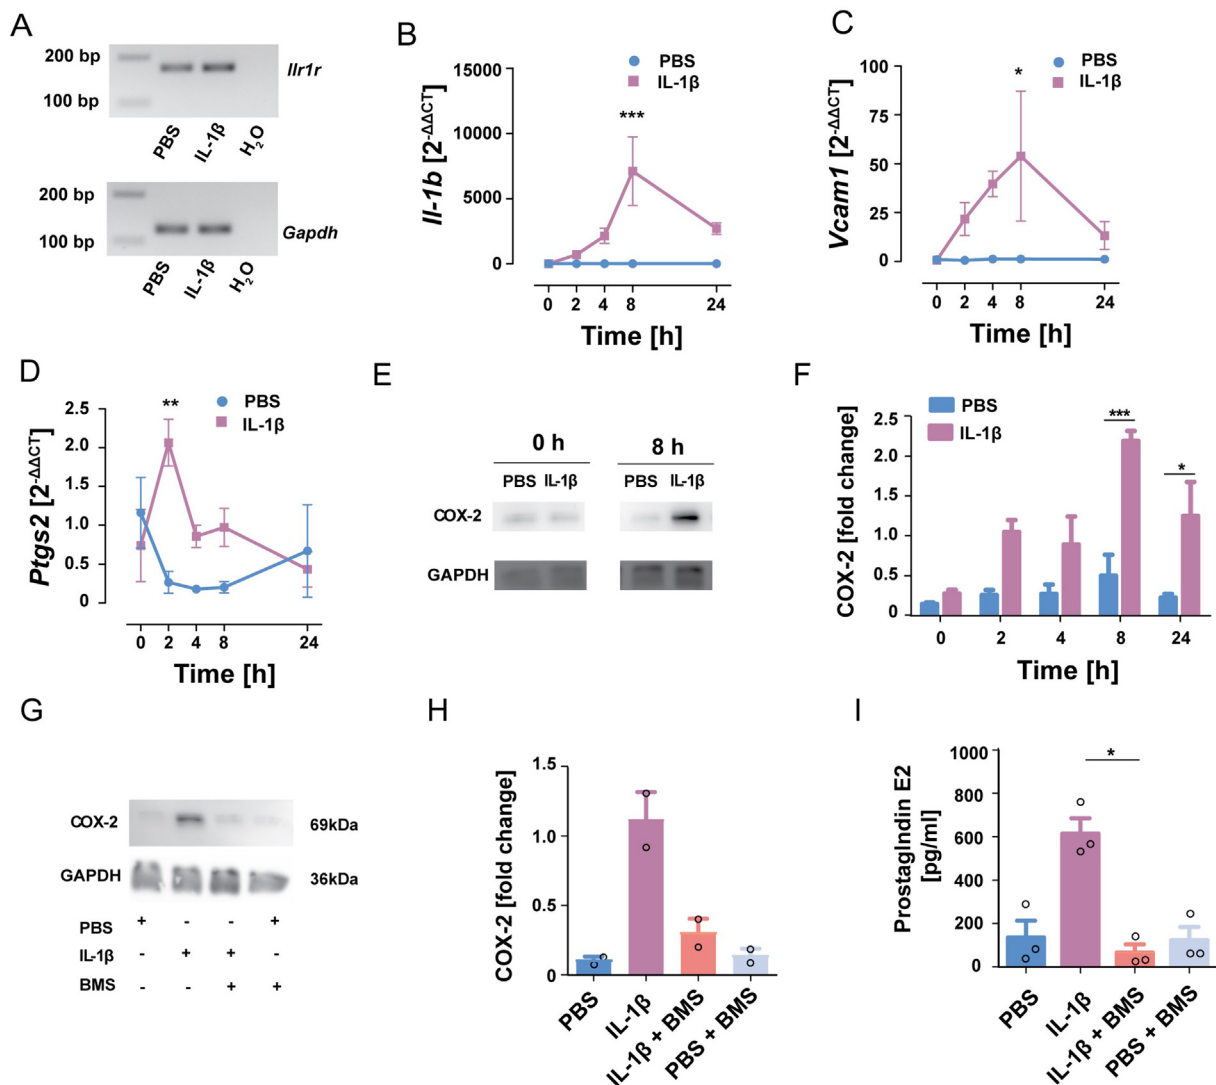 A
200 bp
100 bp
Ilr1r
PBS
IL-1β
H2O
200 bp
100 bp
Gapdh
PBS
IL-1β
H2O
B
PBS
IL-1β
Il-1b [2-ΔΔCT]
15000
10000
5000
0
***
0 2 4 8 24
Time [h]
C
PBS
IL-1β
Vcam1 [2-ΔΔCT]
100
75
50
25
0
*
0 2 4 8 24
Time [h]
D
PBS
IL-1β
Ptgs2 [2-ΔΔCT]
2.5
2.0
1.5
1.0
0.5
0
**
0 2 4 8 24
Time [h]
E
0 h 8 h
PBS IL-1β PBS IL-1β
COX-2
GAPDH
F
PBS
IL-1β
COX-2 [fold change]
2.5
2.0
1.5
1.0
0.5
0
***
*
0 2 4 8 24
Time [h]
G
COX-2 69kDa
GAPDH 36kDa
PBS + - - +
IL-1β - + + -
BMS - - + +
H
COX-2 [fold change]
1.5
1.0
0.5
0
PBS
IL-1β
IL-1β + BMS
PBS + BMS
I
Prostaglndin E2
[pg/ml]
1000
800
600
400
200
0
*
PBS
IL-1β
IL-1β + BMS
PBS + BMS